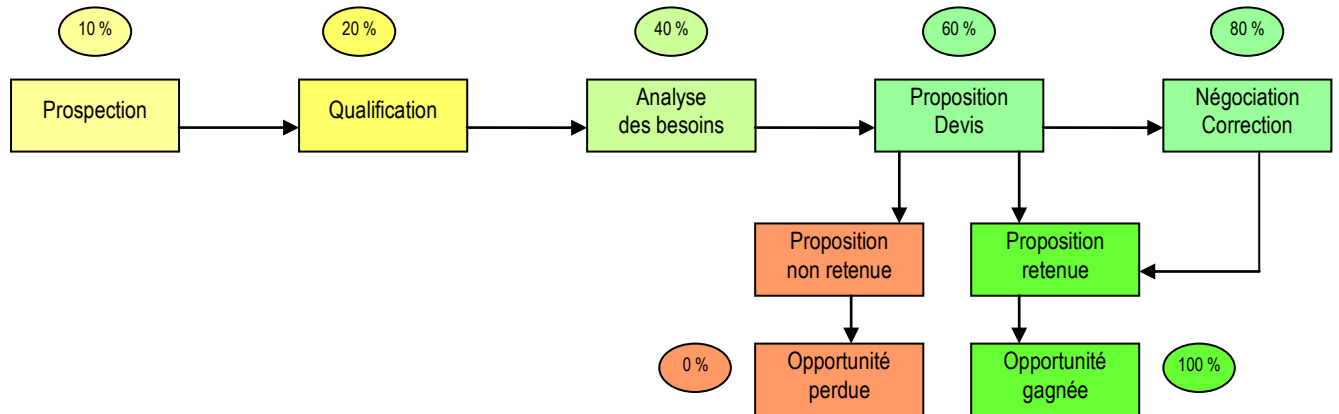 10 %
20 %
40 %
60 %
80 %
Prospection
Qualification
Analyse
des besoins
Proposition
Devis
Négociation
Correction
Proposition
non retenue
Proposition
retenue
0 %
Opportunité
perdue
Opportunité
gagnée
100 %